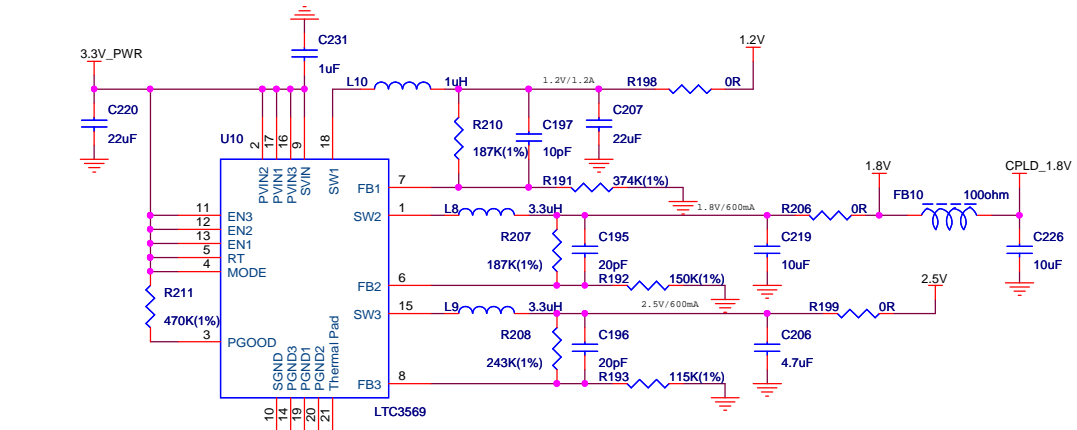 3.3V_PWR
C231
1uF
1.2V
L10
1uH
1.2V/1.2A
R198
0R
C220
22uF
U10
R210
187K(1%)
C197
10pF
C207
22uF
2
17
16
9
18
PVIN2
PVIN1
PVIN3
SVIN
SW1
FB1
7
R191
374K(1%)
1.8V
CPLD_1.8V
FB10
100ohm
11
EN3
12
EN2
13
EN1
5
RT
4
MODE
SW2
1
L8
3.3uH
1.8V/600mA
R206
0R
R207
187K(1%)
C195
20pF
C219
10uF
C226
10uF
FB2
6
R192
150K(1%)
2.5V
R211
470K(1%)
3
PGOOD
SW3
15
L9
3.3uH
2.5V/600mA
R199
0R
R208
243K(1%)
C196
20pF
C206
4.7uF
FB3
8
R193
115K(1%)
SGND
PGND3
PGND1
PGND2
Thermal Pad
10
14
19
20
21
LTC3569